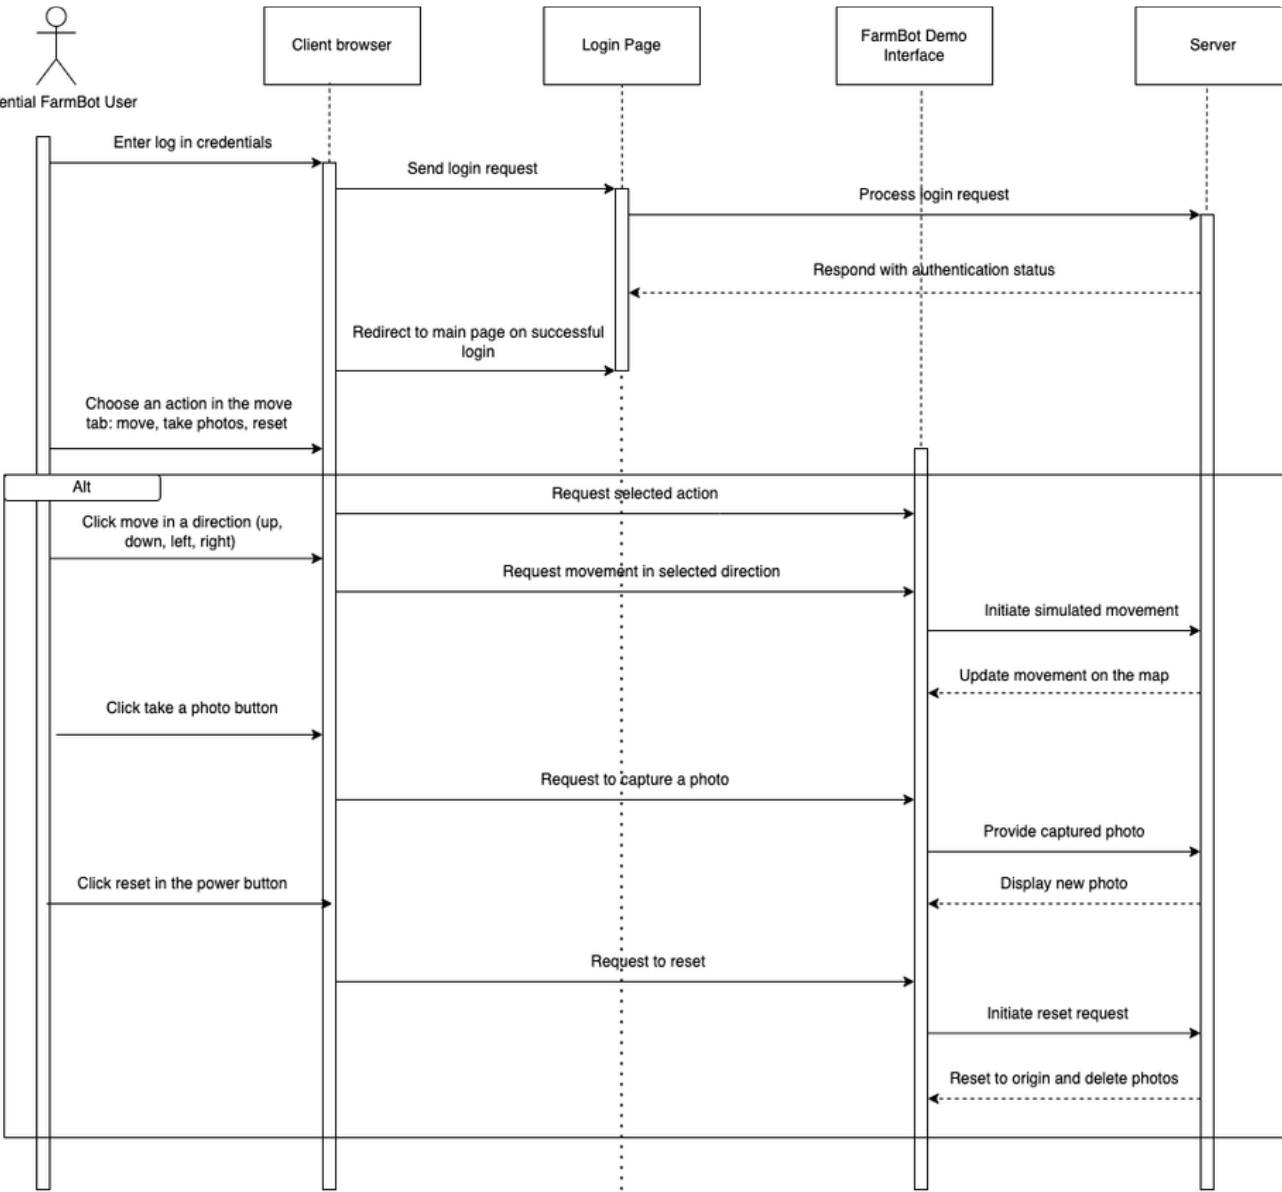 Client browser
Login Page
FarmBot Demo
Interface
Server
ential FarmBot User
Enter log in credentials
Send login request
Process login request
Respond with authentication status
Redirect to main page on successful
login
Choose an action in the move
tab: move, take photos, reset
Alt
Request selected action
Click move in a direction (up,
down, left, right)
Request movement in selected direction
Initiate simulated movement
Update movement on the map
Click take a photo button
Request to capture a photo
Provide captured photo
Click reset in the power button
Display new photo
Request to reset
Initiate reset request
Reset to origin and delete photos